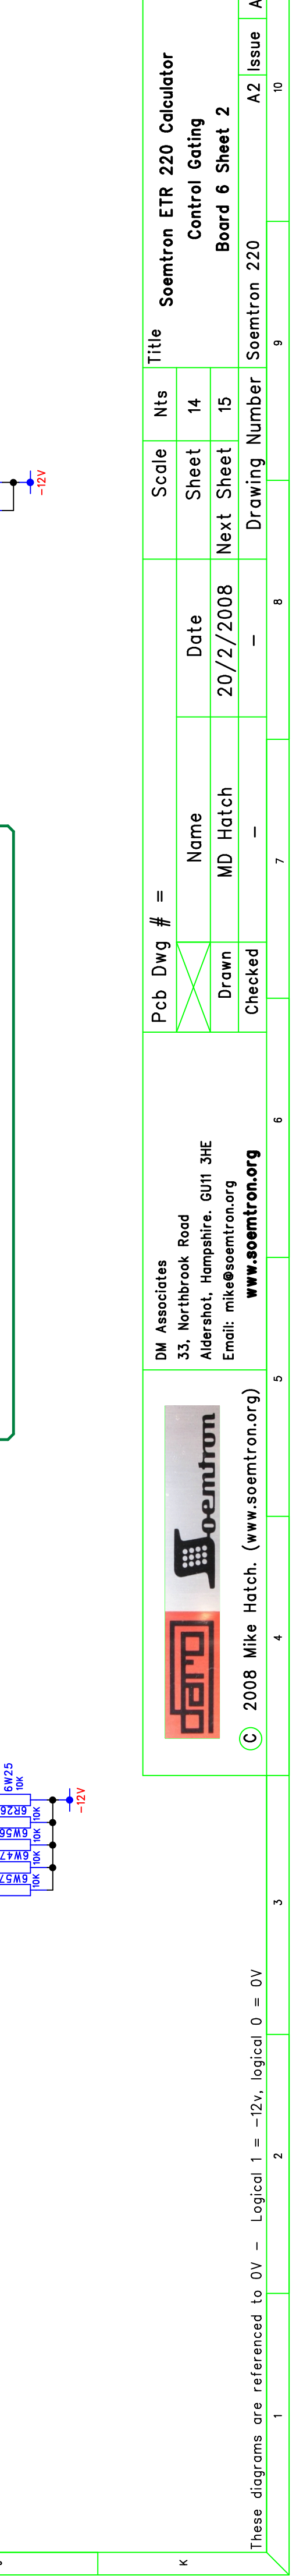 -12V
6W25
10K
6R26
10K
6W56
10K
6W47
10K
6W57
10K
-12V
daro
Soemtron
© 2008 Mike Hatch. (www.soemtron.org)
DM Associates
33, Northbrook Road
Aldershot, Hampshire. GU11 3HE
Email: mike@soemtron.org
www.soemtron.org
Pcb Dwg # =
Name
Date
Drawn
MD Hatch
20/2/2008
Checked
-
-
Scale
Nts
Sheet
14
Next Sheet
15
Drawing Number
Soemtron 220
A2
Issue
A
Title
Soemtron ETR 220 Calculator
Control Gating
Board 6 Sheet 2
These diagrams are referenced to 0V - Logical 1 = -12v, logical 0 = 0V
K
1
2
3
4
5
6
7
8
9
10